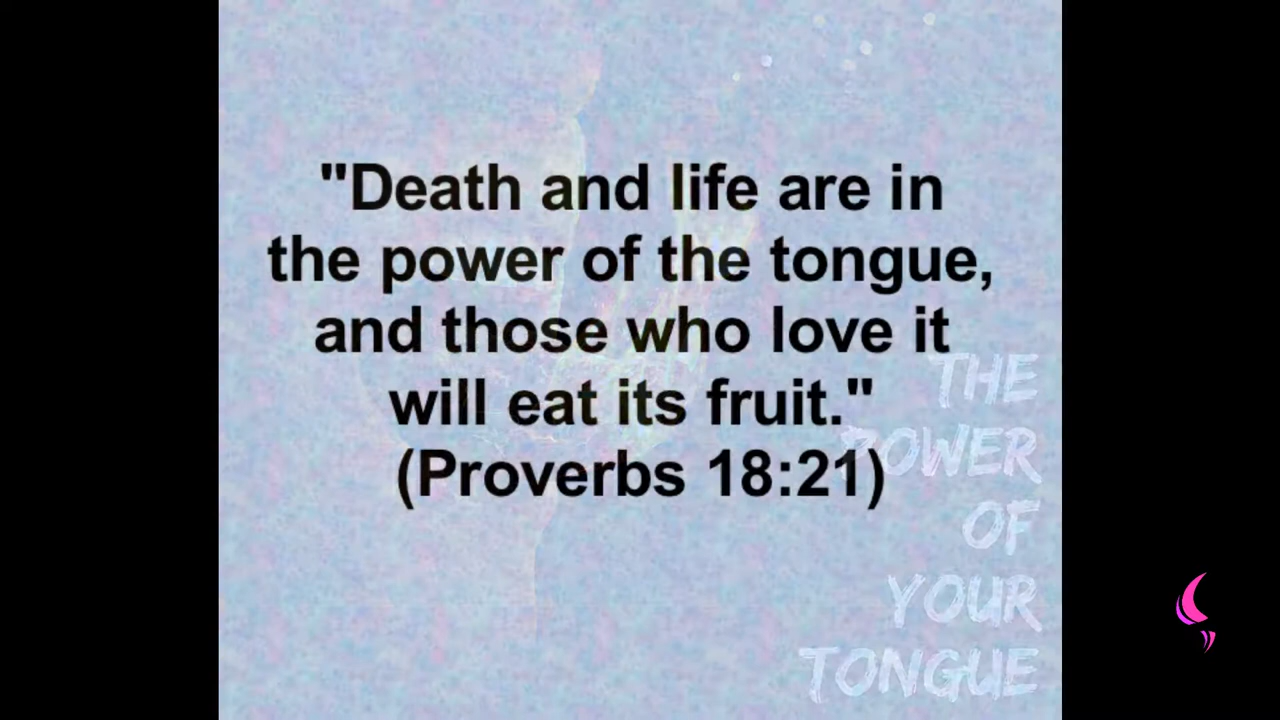 "Death and life are in
the power of the tongue,
and those who love it
will eat its fruit."
(Proverbs 18:21)
THE
POWER
OF
YOUR
TONGUE